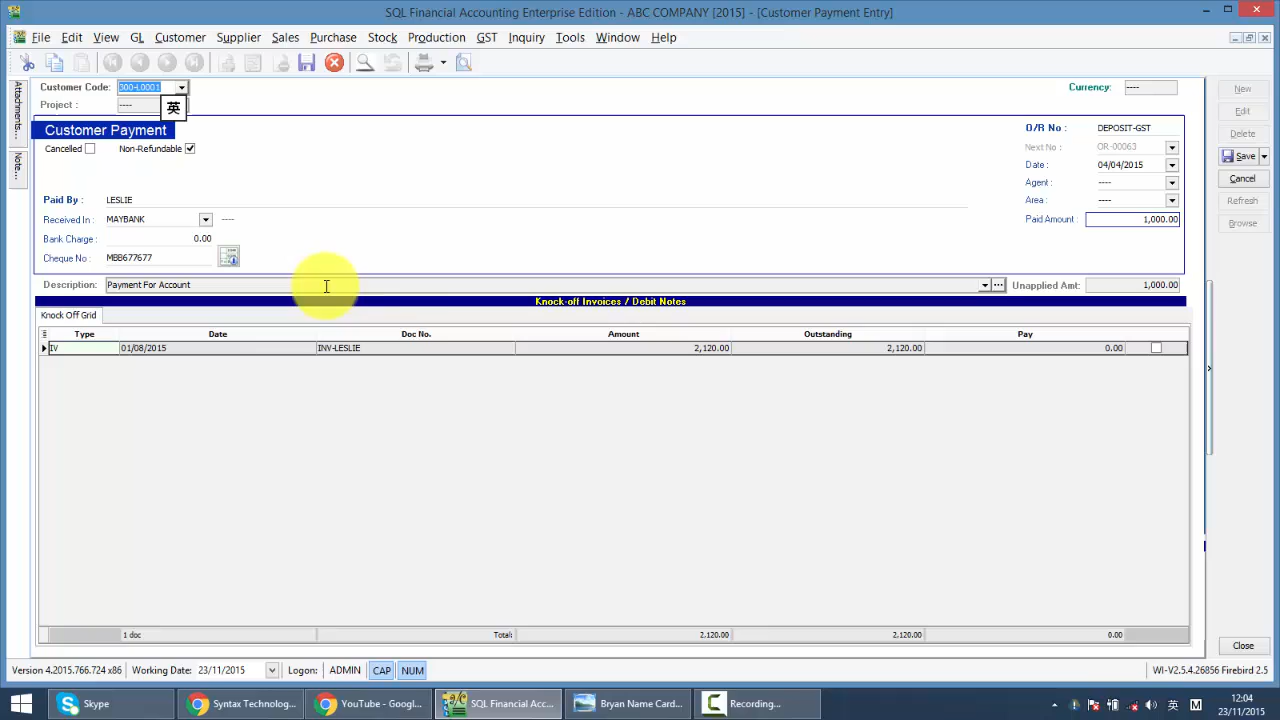 SQL Financial Accounting Enterprise Edition - ABC COMPANY [2015] - [Customer Payment Entry]
File Edit View GL Customer Supplier Sales Purchase Stock Production GST Inquiry Tools Window Help
Attachments...
Note...
Customer Code: 300-L0001
Currency: ----
Project : ----
英
Customer Payment
Cancelled Non-Refundable
O/R No : DEPOSIT-GST
Next No : OR-00063
Date : 04/04/2015
Agent : ----
Area : ----
Paid Amount : 1,000.00
Paid By : LESLIE
Received In : MAYBANK ----
Bank Charge : 0.00
Cheque No : MBB677677
Description: Payment For Account
Unapplied Amt: 1,000.00
Knock-off Invoices / Debit Notes
Knock Off Grid
Type Date Doc No. Amount Outstanding Pay
IV 01/08/2015 INV-LESLIE 2,120.00 2,120.00 0.00
1 doc Total: 2,120.00 2,120.00 0.00
New
Edit
Delete
Save
Cancel
Refresh
Browse
Close
Version 4.2015.766.724 x86 Working Date: 23/11/2015 Logon: ADMIN CAP NUM
WI-V2.5.4.26856 Firebird 2.5
Skype Syntax Technolog... YouTube - Googl... SQL Financial Acc... Bryan Name Card... Recording...
英 M
12:04
23/11/2015